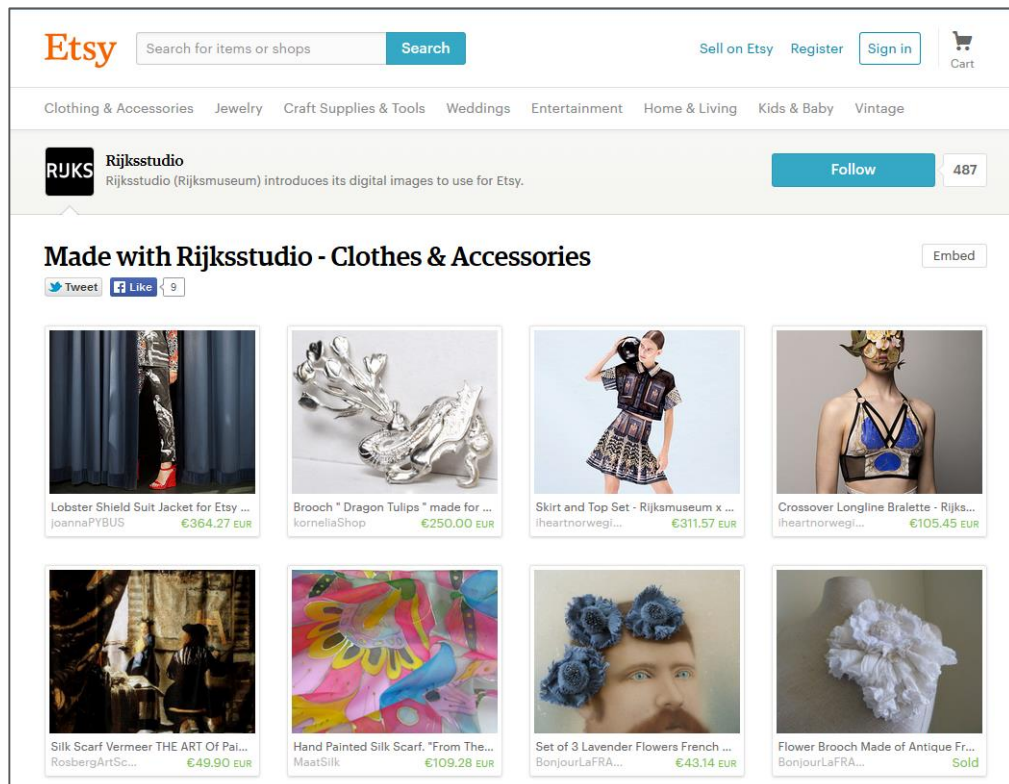 Etsy
Search for items or shops
Search
Sell on Etsy
Register
Sign in
Cart
Clothing & Accessories
Jewelry
Craft Supplies & Tools
Weddings
Entertainment
Home & Living
Kids & Baby
Vintage
RIJKS
Rijksstudio
Rijksstudio (Rijksmuseum) introduces its digital images to use for Etsy.
Follow
487
Made with Rijksstudio - Clothes & Accessories
Embed
Tweet
Like
9
Lobster Shield Suit Jacket for Etsy ...
joannaPYBUS €364.27 EUR
Brooch " Dragon Tulips " made for ...
korneliaShop €250.00 EUR
Skirt and Top Set - Rijksmuseum x ...
iheartnorwegi... €311.57 EUR
Crossover Longline Bralette - Rijks...
iheartnorwegi... €105.45 EUR
Silk Scarf Vermeer THE ART Of Pai...
RosbergArtSc... €49.90 EUR
Hand Painted Silk Scarf. "From The...
MaatSilk €109.28 EUR
Set of 3 Lavender Flowers French ...
BonjourLaFRA... €43.14 EUR
Flower Brooch Made of Antique Fr...
BonjourLaFRA... Sold